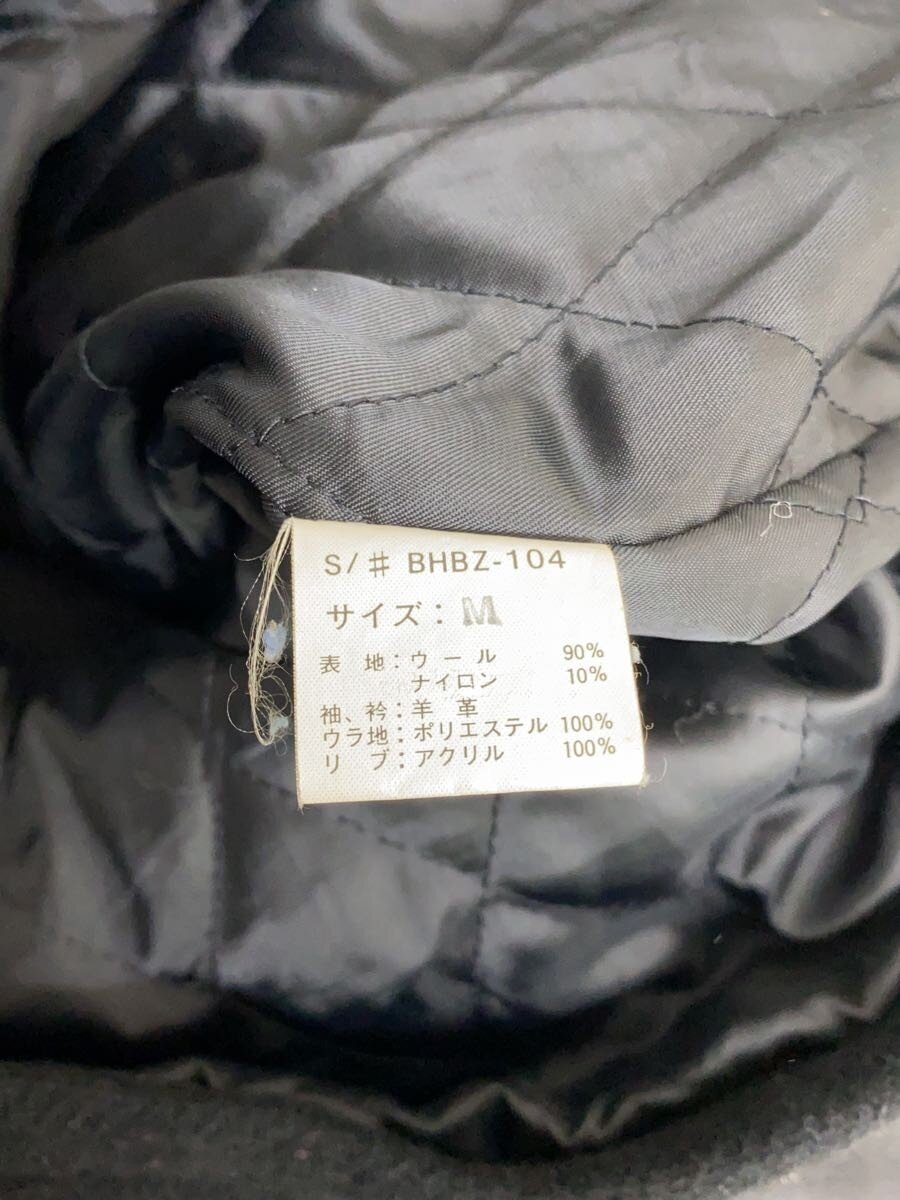 S/# BHBZ-104
サイズ：M
表 地：ウール 90%
ナイロン 10%
袖、衿：羊 革
ウラ地：ポリエステル 100%
リ ブ：アクリル 100%